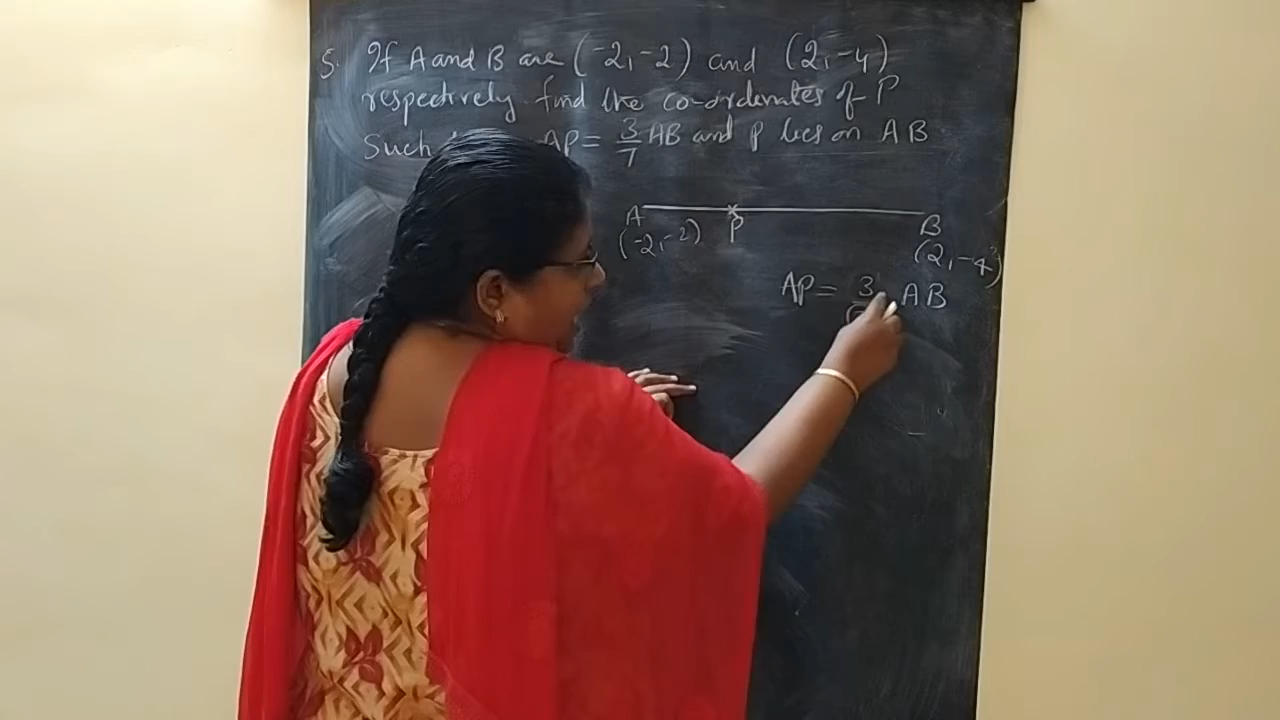 5. If A and B are (-2, -2) and (2, -4)
respectively find the co-ordenates of P
Such AP = 3/7 AB and P lies on AB
A P B
(-2, -2) (2, -4)
AP = 3 AB